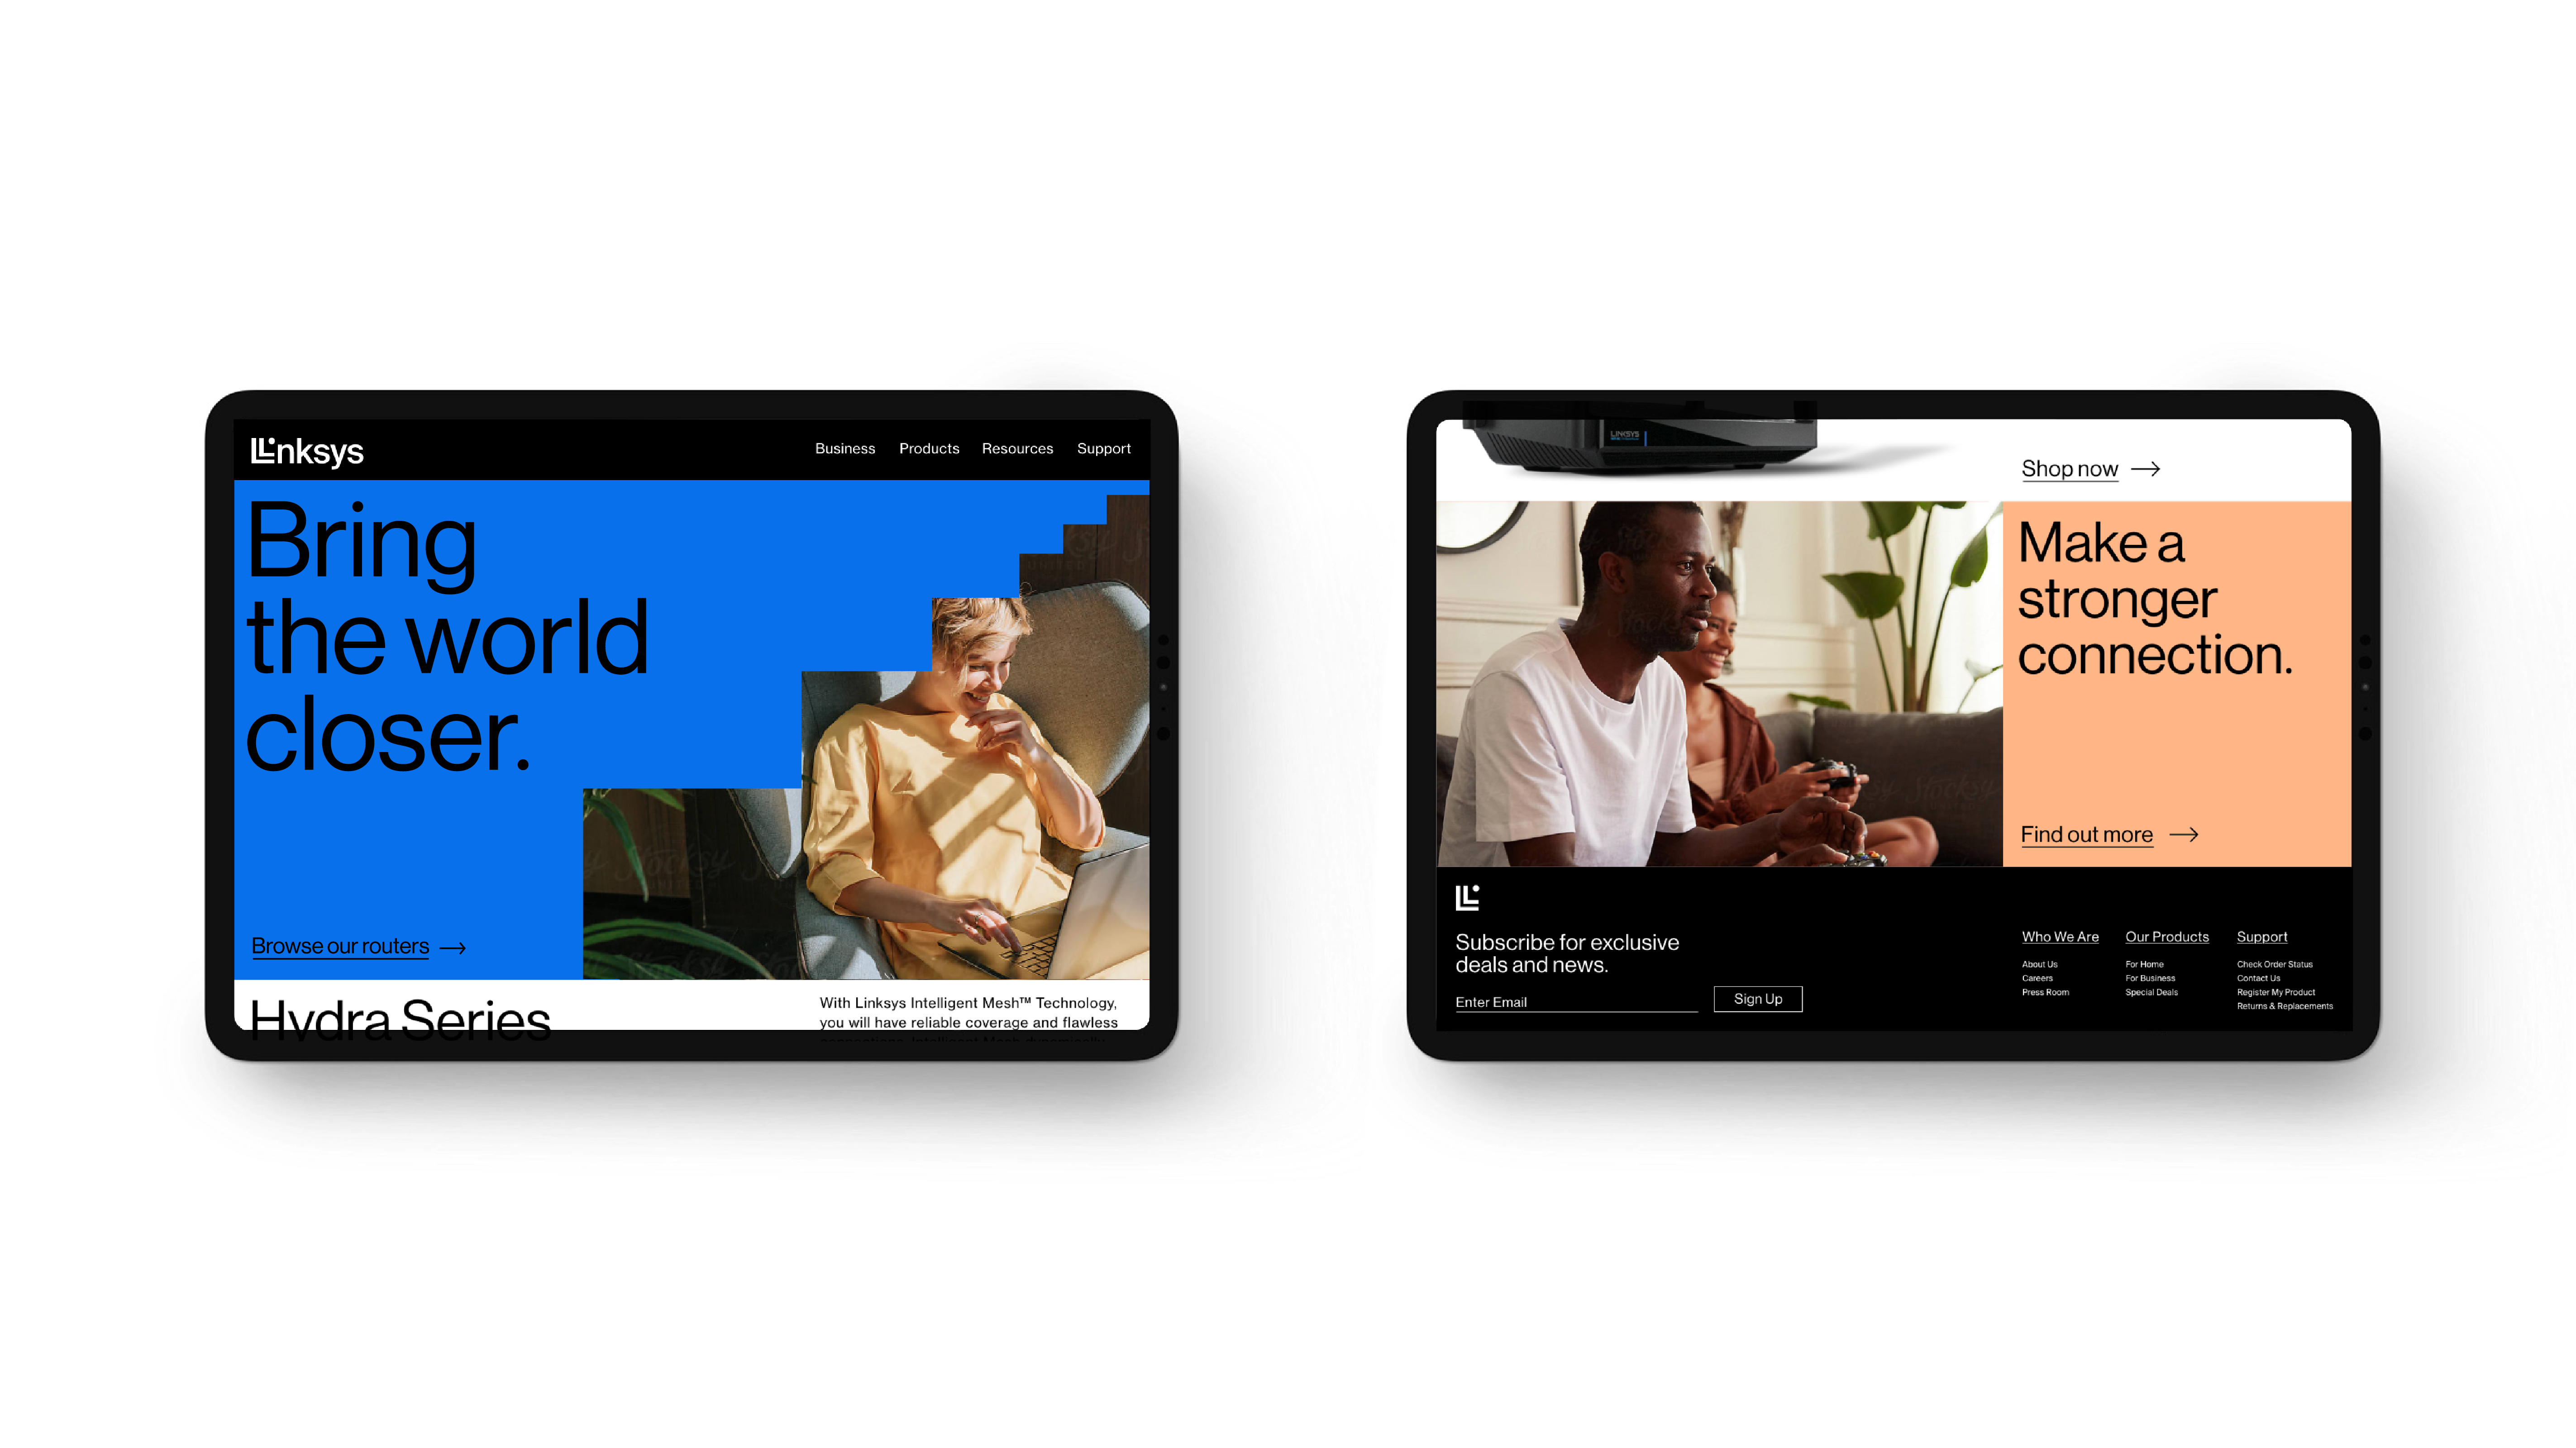 Linksys
Business Products Resources Support
Bring
the world
closer.
Browse our routers
Hydra Series
With Linksys Intelligent Mesh™ Technology,
you will have reliable coverage and flawless
LINKSYS
Shop now
Make a
stronger
connection.
Find out more
Subscribe for exclusive
deals and news.
Enter Email
Sign Up
Who We Are
About Us
Careers
Press Room
Our Products
For Home
For Business
Special Deals
Support
Check Order Status
Contact Us
Register My Product
Returns & Replacements
Stocksy
Stocksy
Stocksy